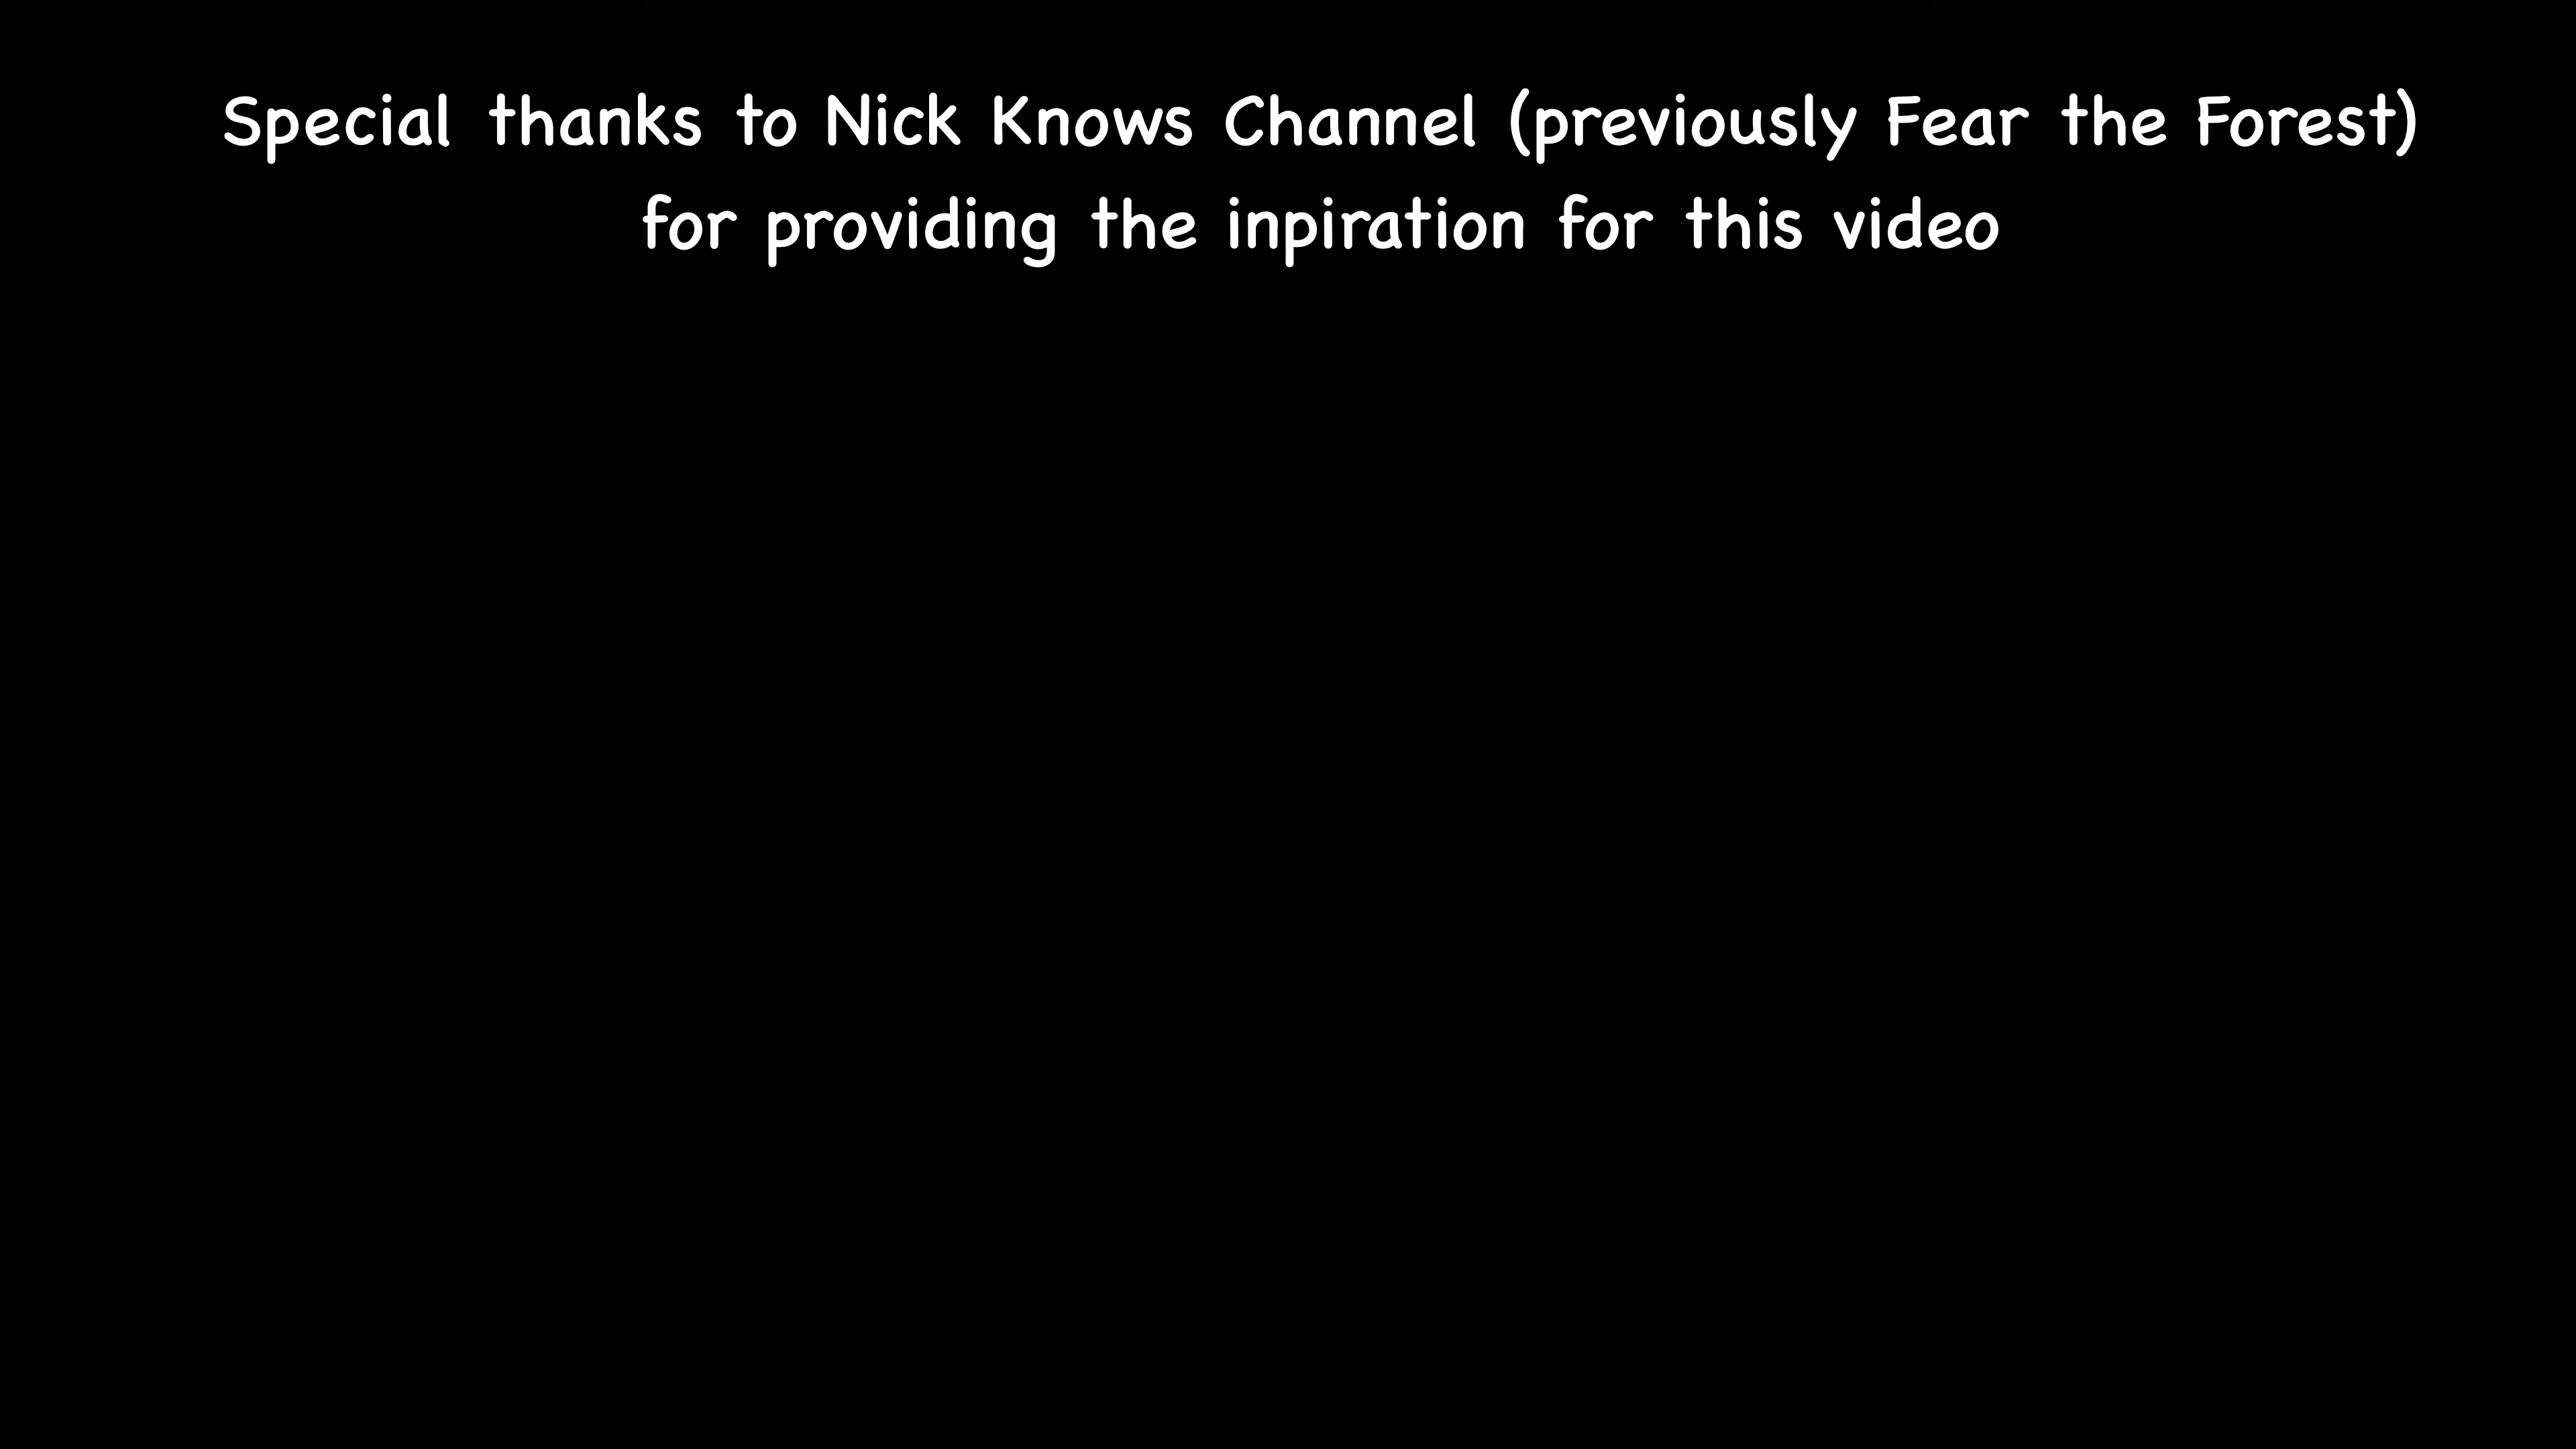 Special thanks to Nick Knows Channel (previously Fear the Forest)
for providing the inpiration for this video